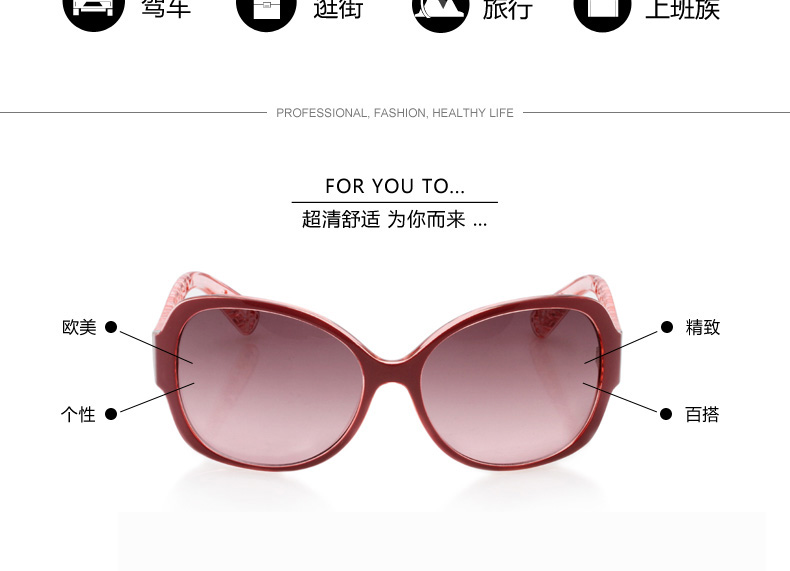 驾车 逛街 旅行 上班族
PROFESSIONAL, FASHION, HEALTHY LIFE
FOR YOU TO...
超清舒适 为你而来 ...
欧美 精致
个性 百搭